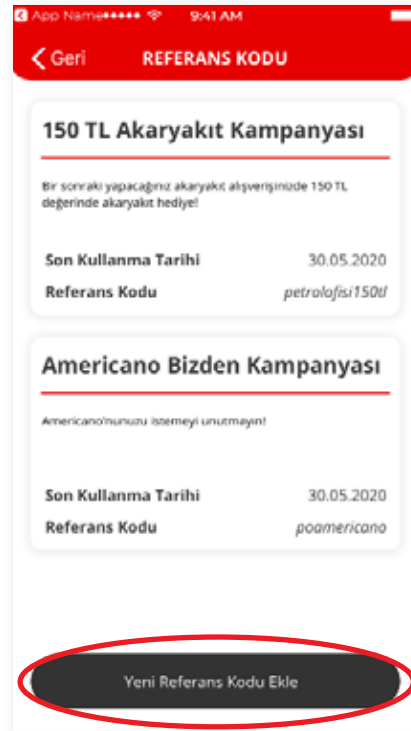 App Name 9:41 AM
Geri REFERANS KODU
150 TL Akaryakıt Kampanyası
Bir sonraki yapacağınız akaryakıt alışverişinizde 150 TL
değerinde akaryakıt hediye!
Son Kullanma Tarihi 30.05.2020
Referans Kodu petrolofisi150tl
Americano Bizden Kampanyası
Americano'nunuzu istemeyi unutmayın!
Son Kullanma Tarihi 30.05.2020
Referans Kodu poamericano
Yeni Referans Kodu Ekle